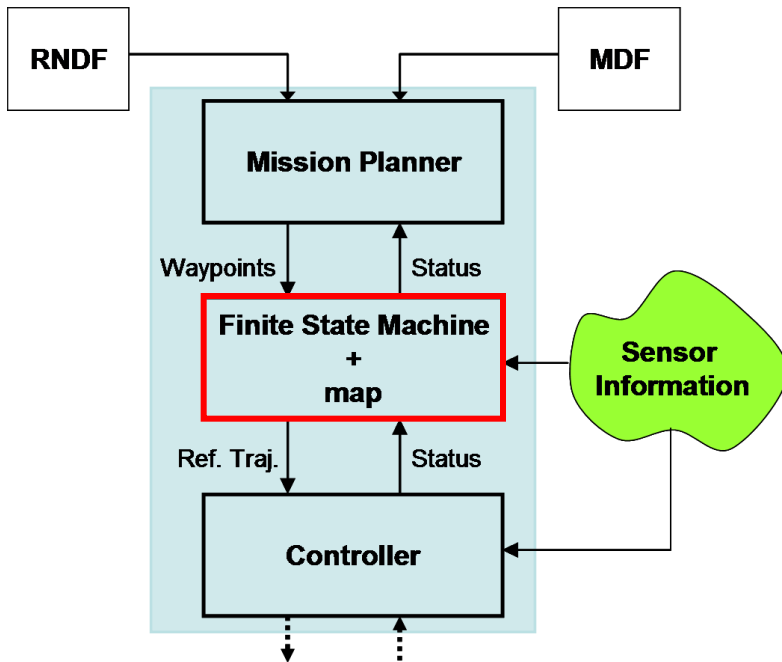 RNDF
MDF
Mission Planner
Waypoints
Status
Finite State Machine
+
map
Sensor
Information
Ref. Traj.
Status
Controller